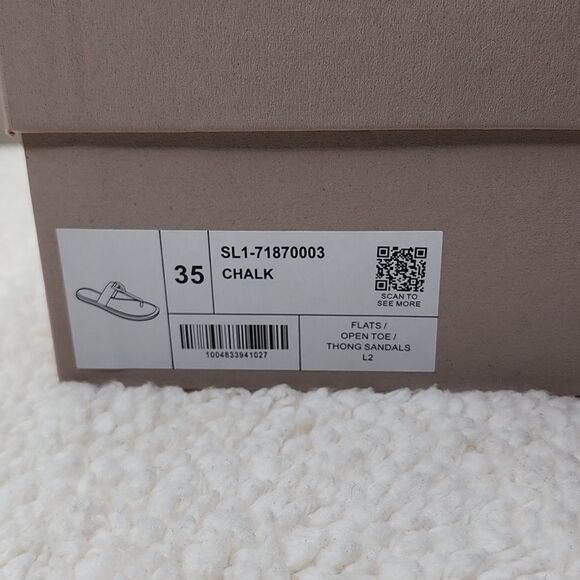 35
SL1-71870003
CHALK
SCAN TO
SEE MORE
1004833941027
FLATS /
OPEN TOE /
THONG SANDALS
L2